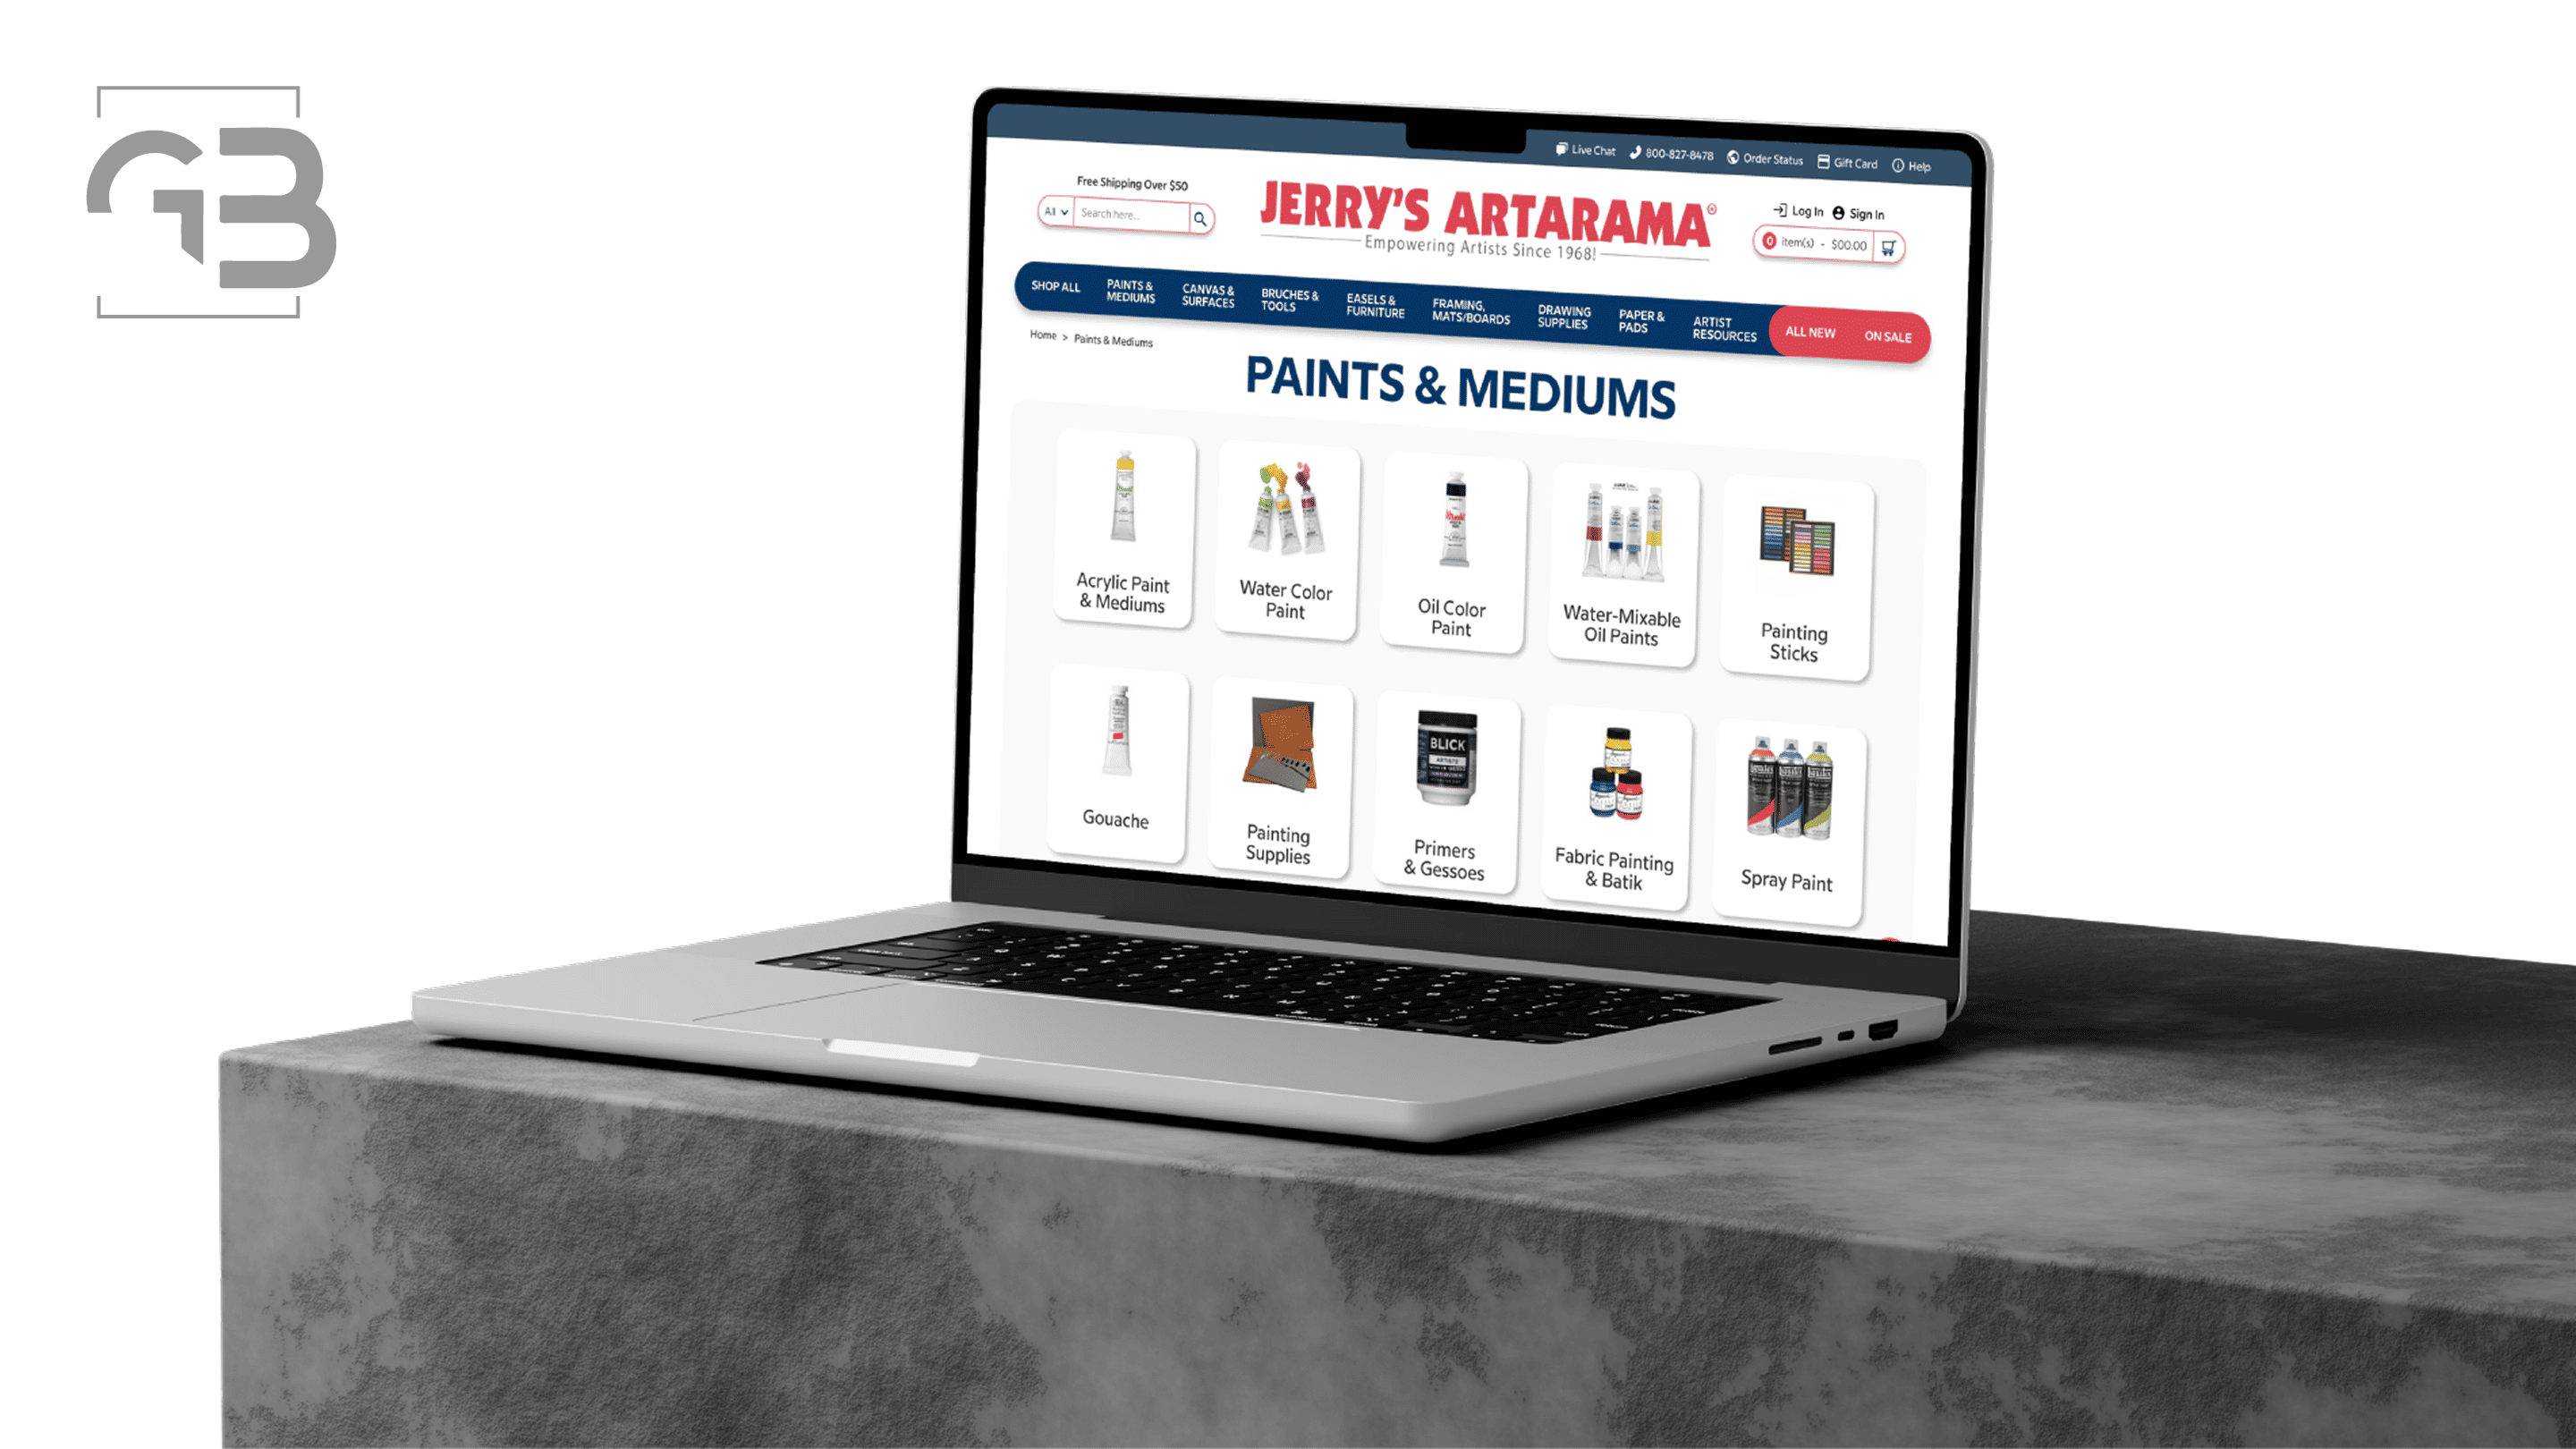 GB
Live Chat
800-827-8478
Order Status
Gift Card
Help
Free Shipping Over $50
All
Search here...
JERRY'S ARTARAMA®
Empowering Artists Since 1968!
Log In
Sign In
0 item(s) - $00.00
SHOP ALL
PAINTS &
MEDIUMS
CANVAS &
SURFACES
BRUCHES &
TOOLS
EASELS &
FURNITURE
FRAMING,
MATS/BOARDS
DRAWING
SUPPLIES
PAPER &
PADS
ARTIST
RESOURCES
ALL NEW
ON SALE
Home > Paints & Mediums
PAINTS & MEDIUMS
Acrylic Paint
& Mediums
Water Color
Paint
Oil Color
Paint
Water-Mixable
Oil Paints
Painting
Sticks
Gouache
Painting
Supplies
BLICK
Primers
& Gessoes
Fabric Painting
& Batik
Spray Paint